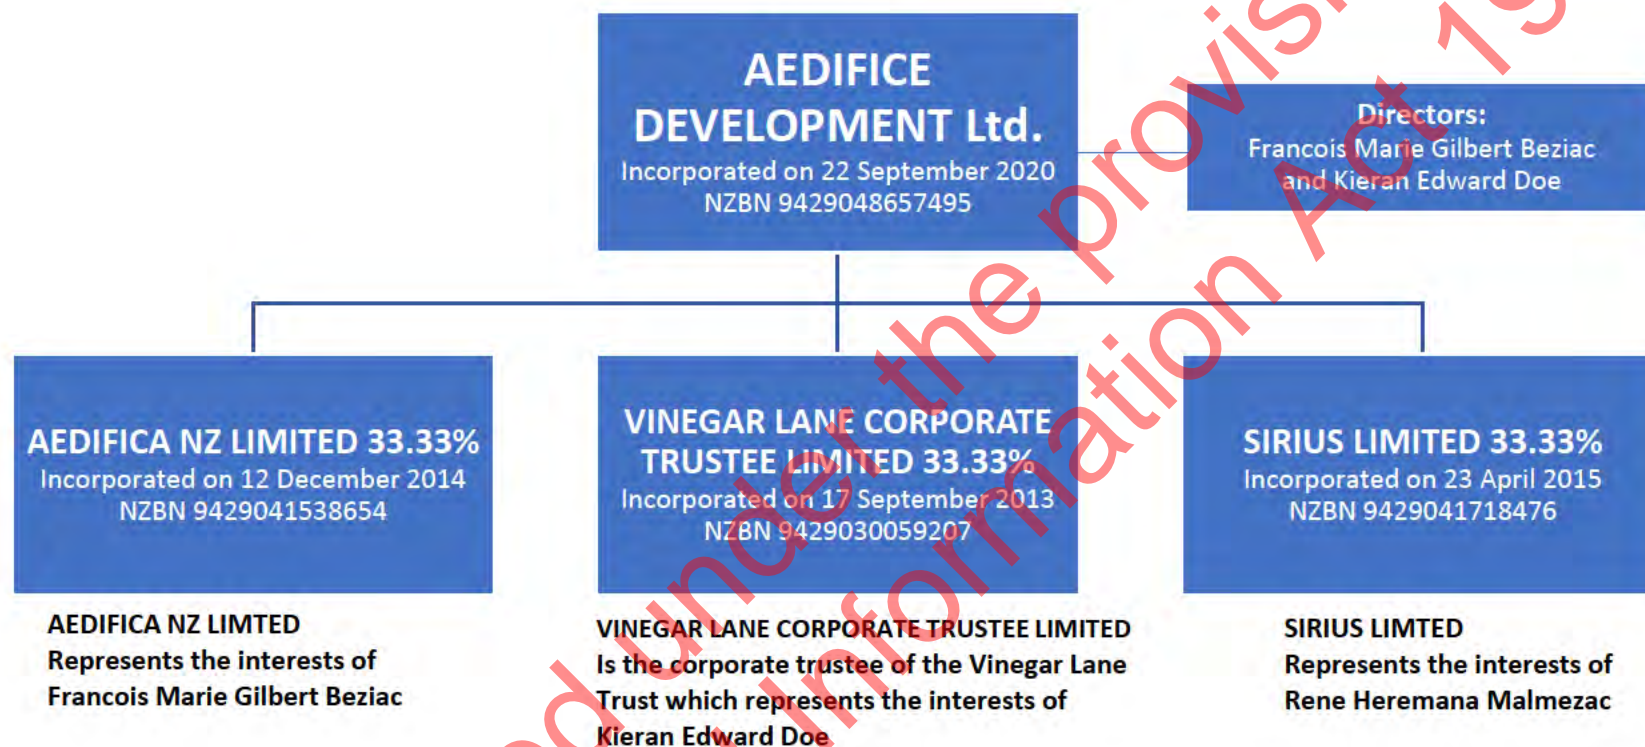 AEDIFICE
DEVELOPMENT Ltd.
Incorporated on 22 September 2020
NZBN 9429048657495
Directors:
Francois Marie Gilbert Beziac
and Kieran Edward Doe
AEDIFICA NZ LIMITED 33.33%
Incorporated on 12 December 2014
NZBN 9429041538654
VINEGAR LANE CORPORATE
TRUSTEE LIMITED 33.33%
Incorporated on 17 September 2013
NZBN 9429030059207
SIRIUS LIMITED 33.33%
Incorporated on 23 April 2015
NZBN 9429041718476
AEDIFICA NZ LIMTED
Represents the interests of
Francois Marie Gilbert Beziac
VINEGAR LANE CORPORATE TRUSTEE LIMITED
Is the corporate trustee of the Vinegar Lane
Trust which represents the interests of
Kieran Edward Doe
SIRIUS LIMTED
Represents the interests of
Rene Heremana Malmezac
under the
Information Act